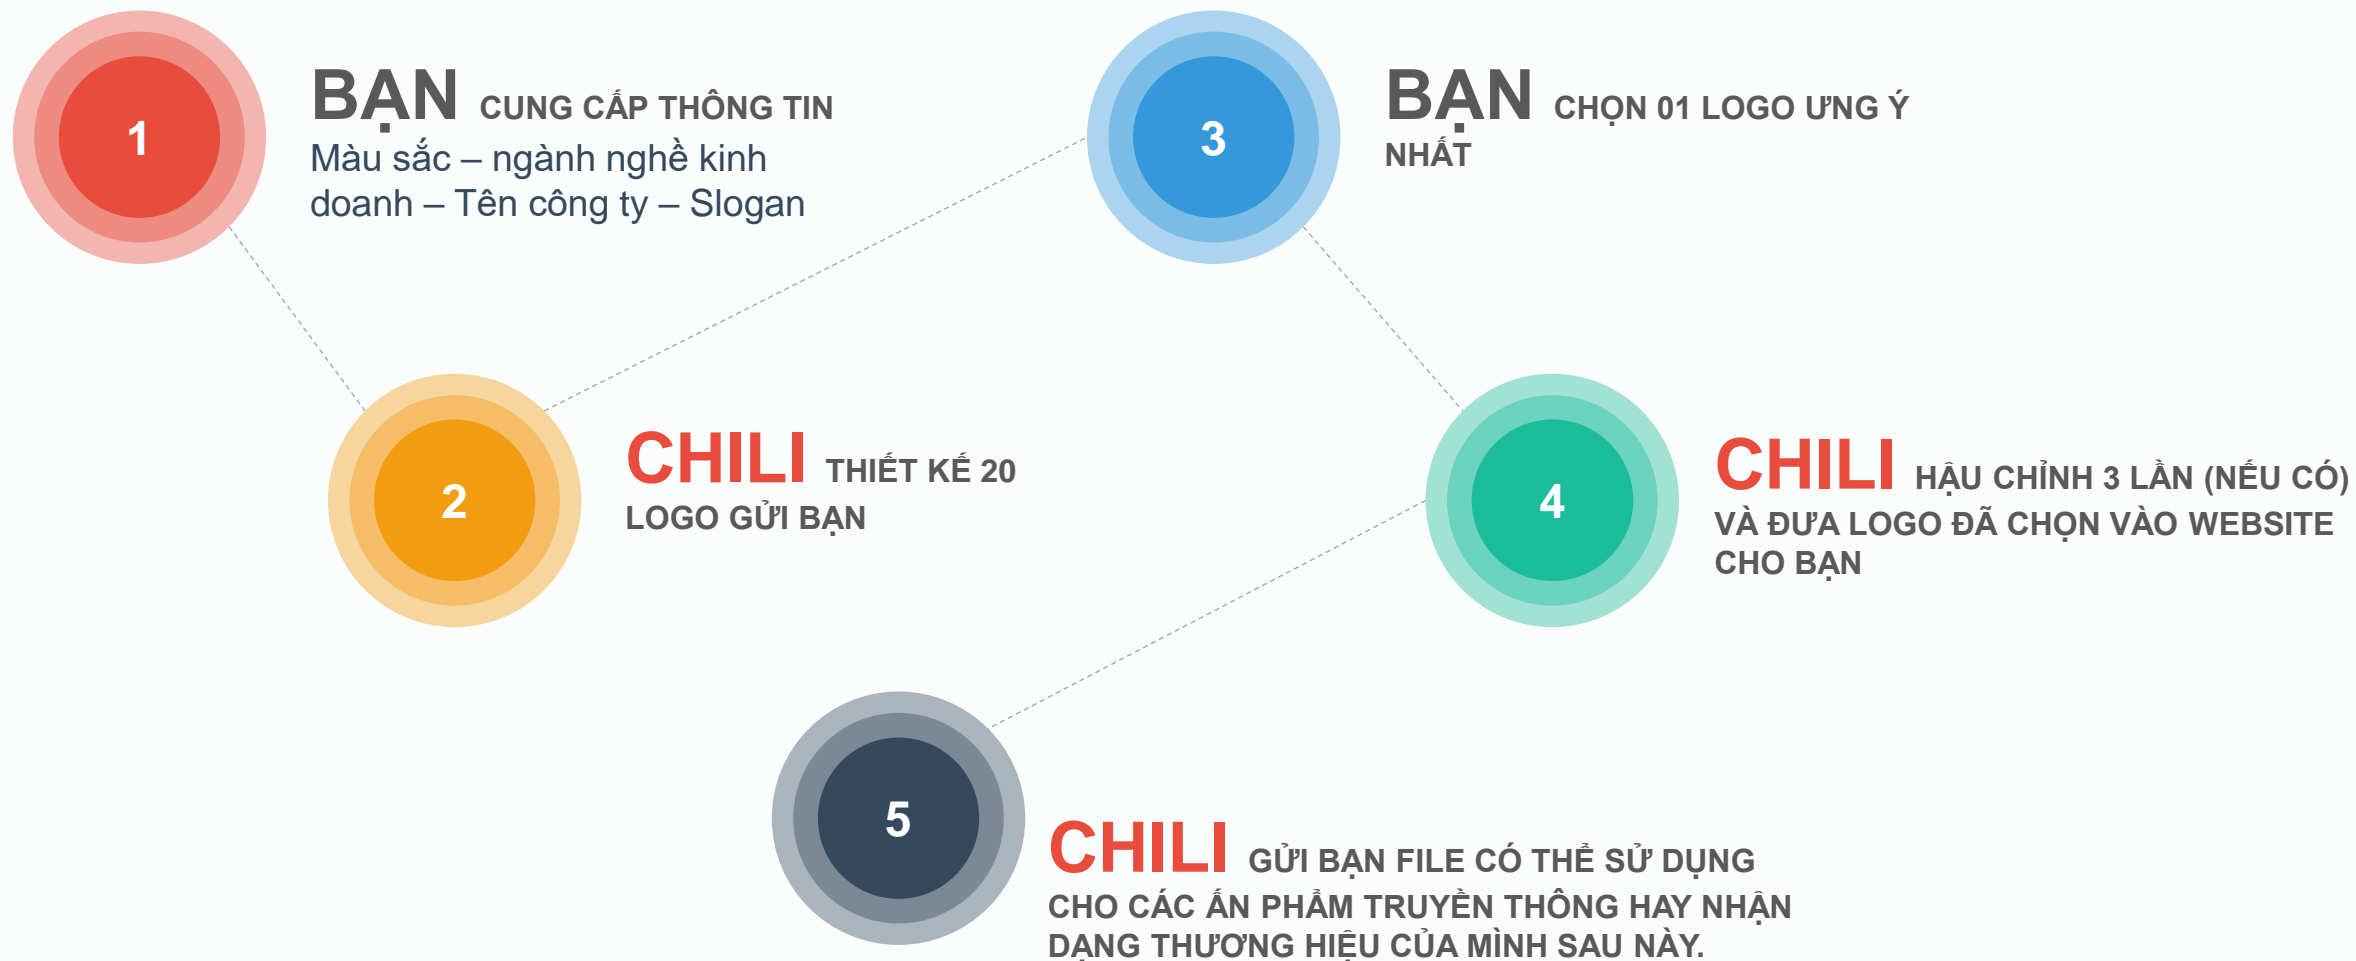 1
BẠN CUNG CẤP THÔNG TIN
Màu sắc – ngành nghề kinh
doanh – Tên công ty – Slogan
2
CHILI THIẾT KẾ 20
LOGO GỬI BẠN
3
BẠN CHỌN 01 LOGO ƯNG Ý
NHẤT
4
CHILI HẬU CHỈNH 3 LẦN (NẾU CÓ)
VÀ ĐƯA LOGO ĐÃ CHỌN VÀO WEBSITE
CHO BẠN
5
CHILI GỬI BẠN FILE CÓ THỂ SỬ DỤNG
CHO CÁC ẤN PHẨM TRUYỀN THÔNG HAY NHẬN
DẠNG THƯƠNG HIỆU CỦA MÌNH SAU NÀY.